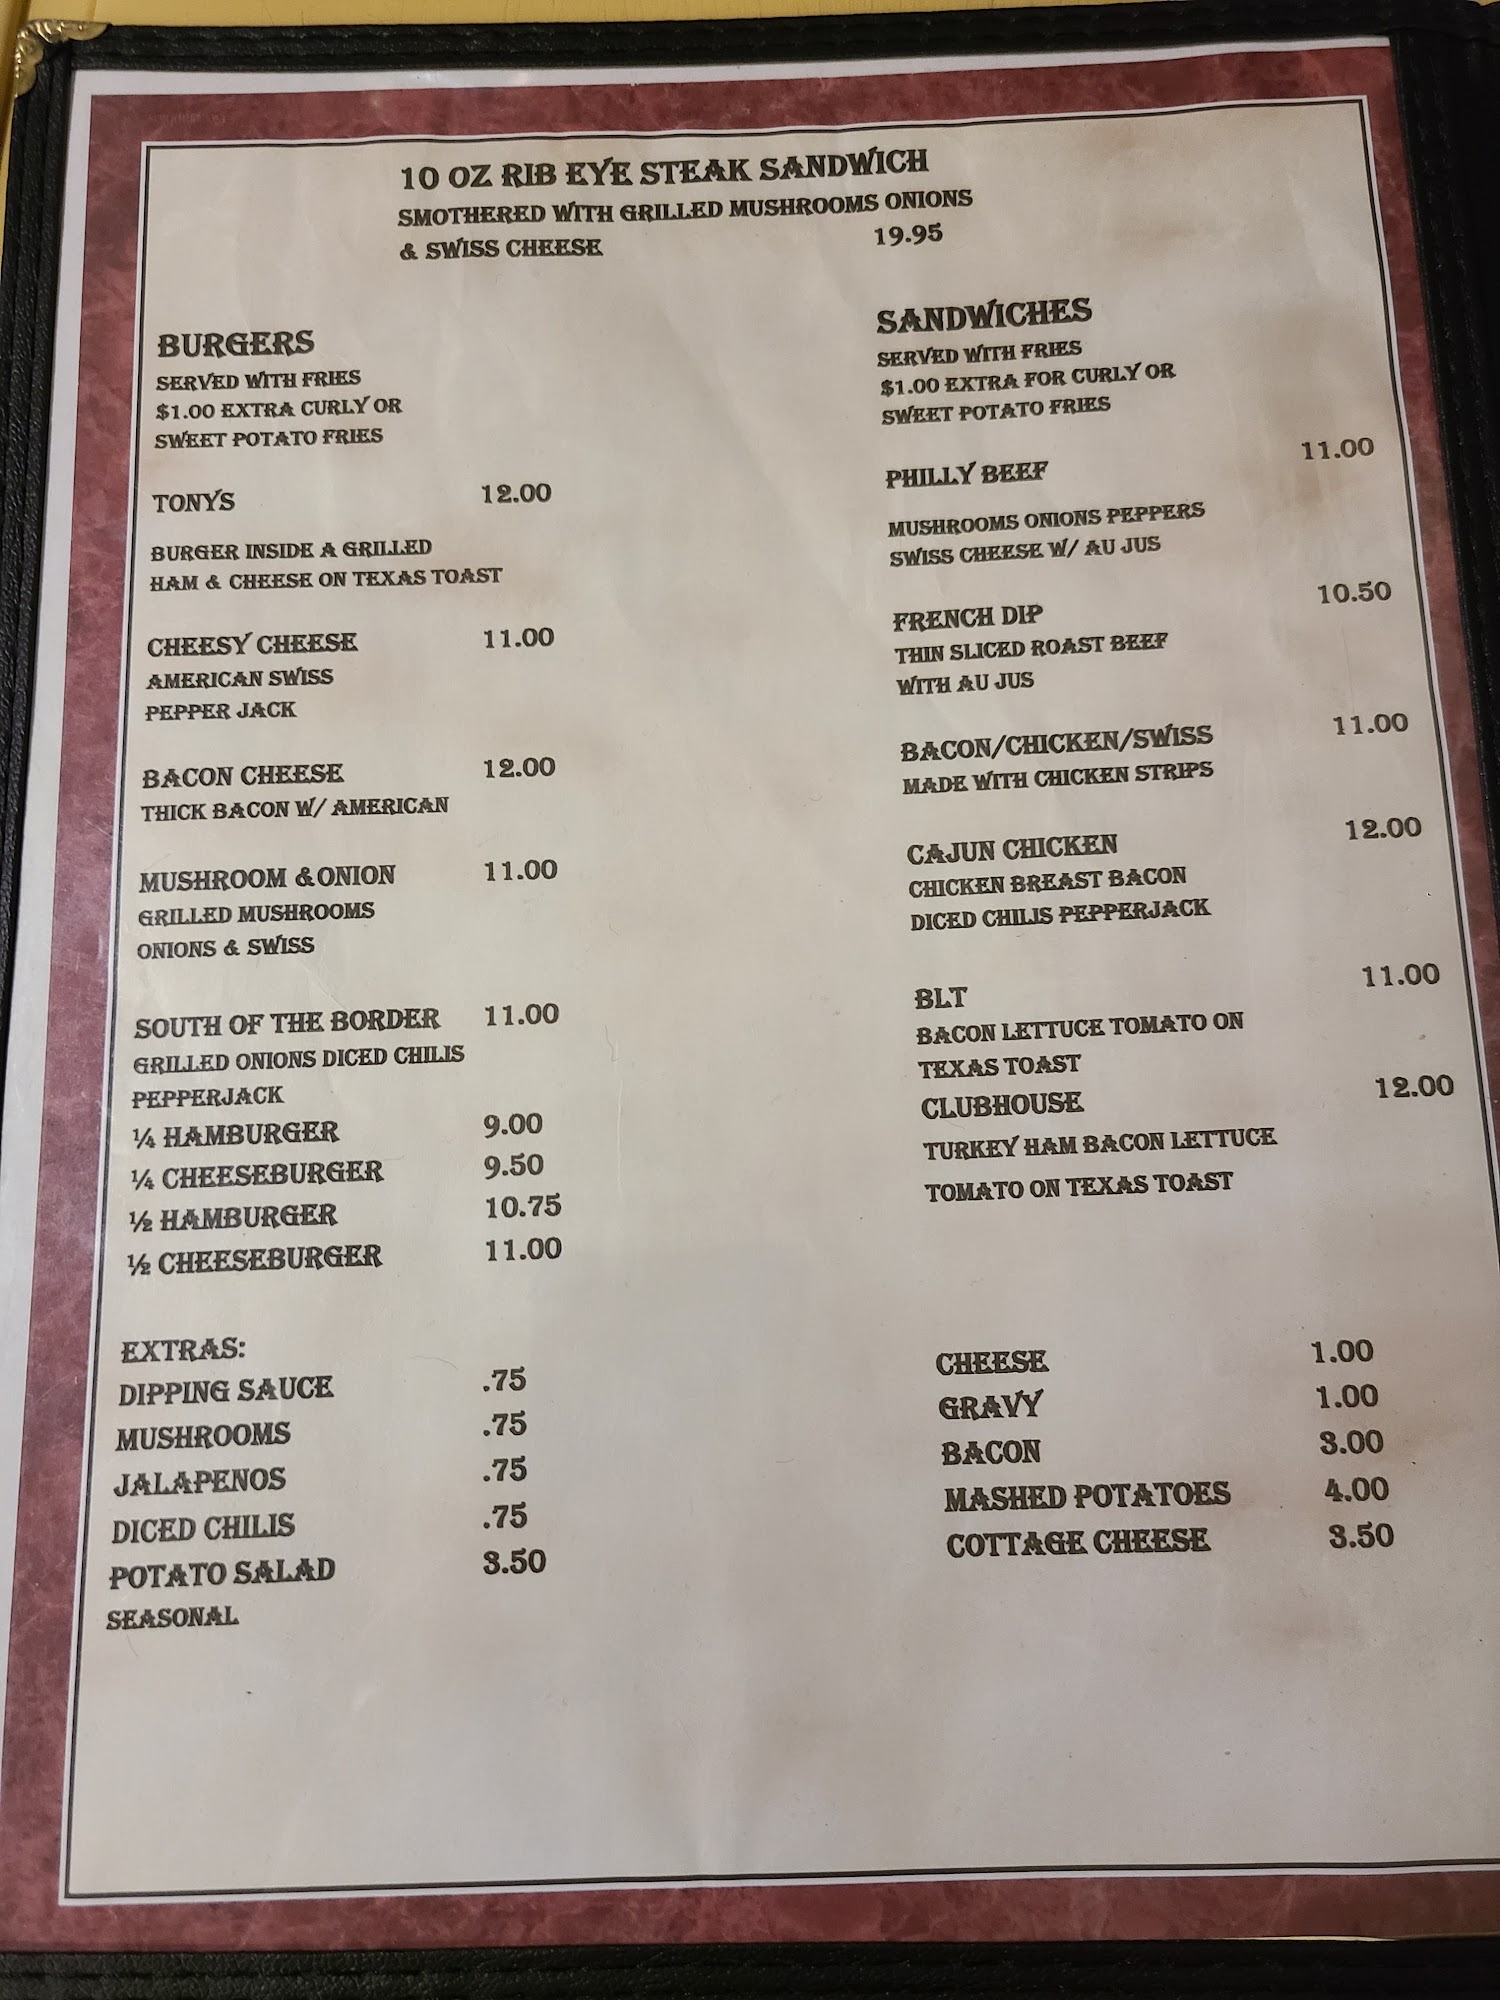 10 OZ RIB EYE STEAK SANDWICH
SMOTHERED WITH GRILLED MUSHROOMS ONIONS
& SWISS CHEESE 19.95
BURGERS
SERVED WITH FRIES
$1.00 EXTRA CURLY OR
SWEET POTATO FRIES
TONYS 12.00
BURGER INSIDE A GRILLED
HAM & CHEESE ON TEXAS TOAST
CHEESY CHEESE 11.00
AMERICAN SWISS
PEPPER JACK
BACON CHEESE 12.00
THICK BACON W/ AMERICAN
MUSHROOM &ONION 11.00
GRILLED MUSHROOMS
ONIONS & SWISS
SOUTH OF THE BORDER 11.00
GRILLED ONIONS DICED CHILIS
PEPPERJACK
¼ HAMBURGER 9.00
¼ CHEESEBURGER 9.50
½ HAMBURGER 10.75
½ CHEESEBURGER 11.00
EXTRAS:
DIPPING SAUCE .75
MUSHROOMS .75
JALAPENOS .75
DICED CHILIS .75
POTATO SALAD 3.50
SEASONAL
SANDWICHES
SERVED WITH FRIES
$1.00 EXTRA FOR CURLY OR
SWEET POTATO FRIES
PHILLY BEEF 11.00
MUSHROOMS ONIONS PEPPERS
SWISS CHEESE W/ AU JUS
FRENCH DIP 10.50
THIN SLICED ROAST BEEF
WITH AU JUS
BACON/CHICKEN/SWISS 11.00
MADE WITH CHICKEN STRIPS
CAJUN CHICKEN 12.00
CHICKEN BREAST BACON
DICED CHILIS PEPPERJACK
BLT 11.00
BACON LETTUCE TOMATO ON
TEXAS TOAST
CLUBHOUSE 12.00
TURKEY HAM BACON LETTUCE
TOMATO ON TEXAS TOAST
CHEESE 1.00
GRAVY 1.00
BACON 3.00
MASHED POTATOES 4.00
COTTAGE CHEESE 3.50